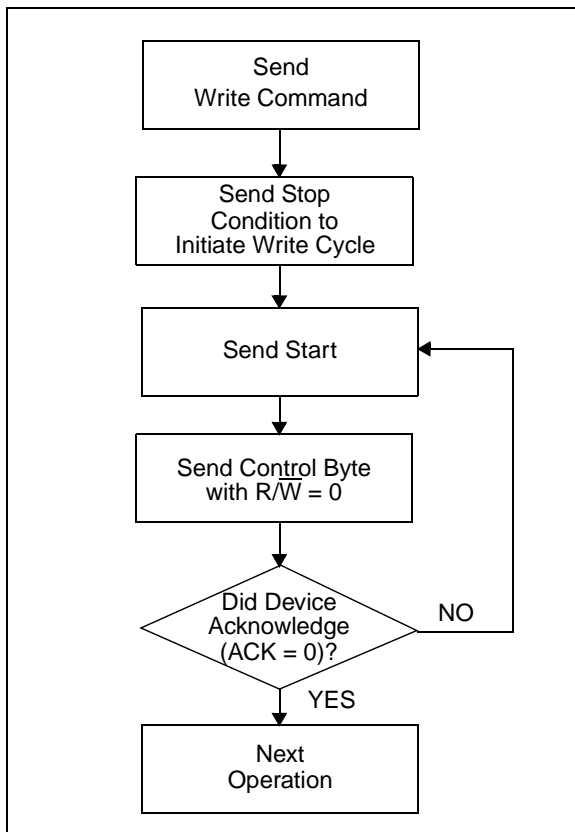 Send
Write Command
Send Stop
Condition to
Initiate Write Cycle
Send Start
Send Control Byte
with R/W̅ = 0
Did Device
Acknowledge
(ACK = 0)?
NO
YES
Next
Operation